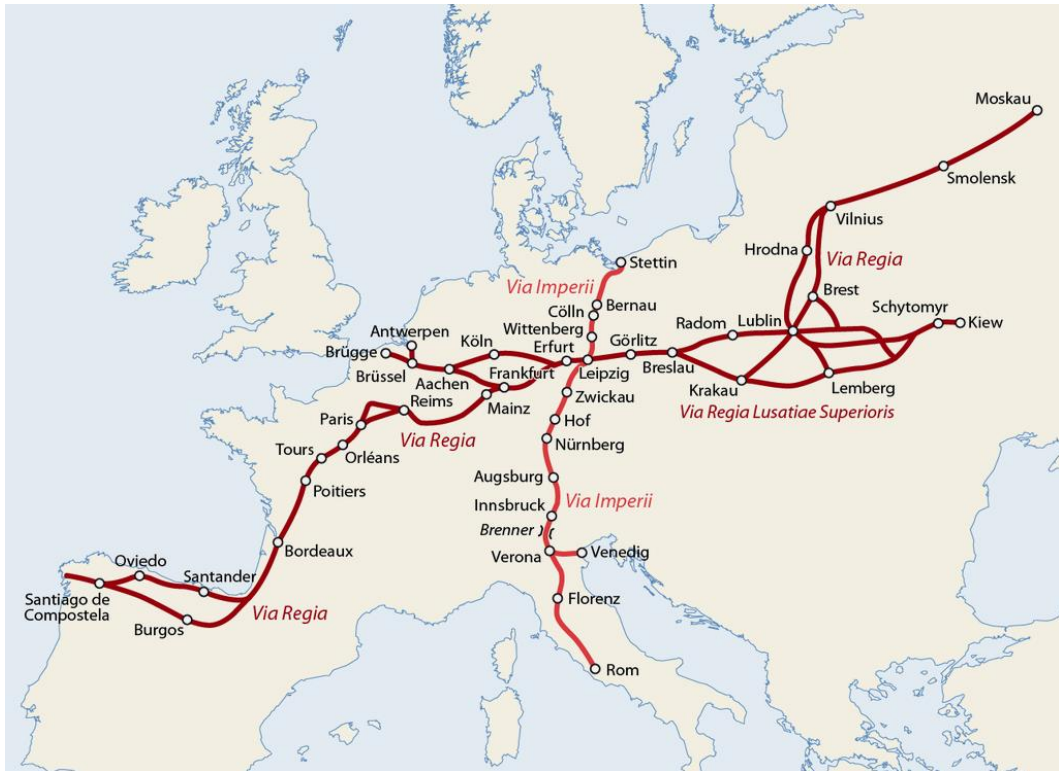 Moskau
Smolensk
Vilnius
Hrodna
Via Regia
Stettin
Via Imperii
Brest
Bernau
Schytomyr
Cölln
Lublin
Kiew
Antwerpen
Wittenberg
Radom
Köln
Erfurt
Görlitz
Brügge
Brüssel
Aachen
Frankfurt
Leipzig
Breslau
Krakau
Lemberg
Reims
Mainz
Zwickau
Via Regia Lusatiae Superioris
Paris
Hof
Via Regia
Tours
Orléans
Nürnberg
Augsburg
Poitiers
Innsbruck
Via Imperii
Brenner
Bordeaux
Verona
Venedig
Oviedo
Santander
Santiago de
Compostela
Florenz
Via Regia
Burgos
Rom